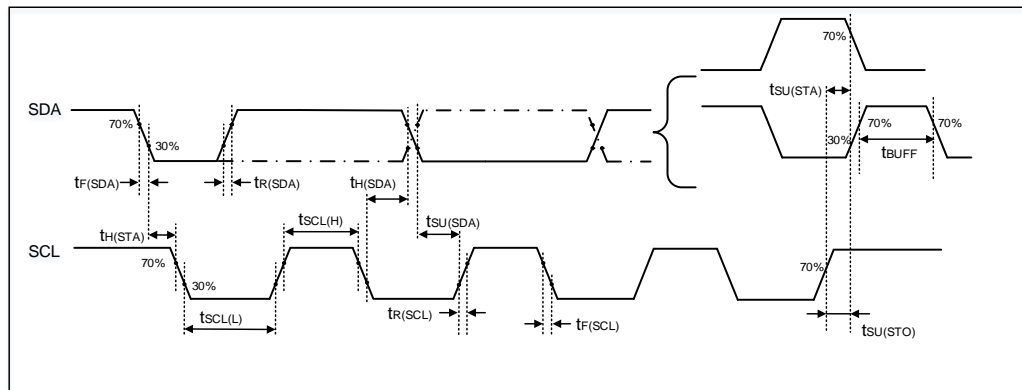 70%
tSU(STA)
SDA
70%
30%
30%
70%
70%
tBUFF
tF(SDA)
tR(SDA)
tH(SDA)
tSCL(H)
tSU(SDA)
tH(STA)
SCL
70%
70%
30%
tSCL(L)
tR(SCL)
tF(SCL)
tSU(STO)